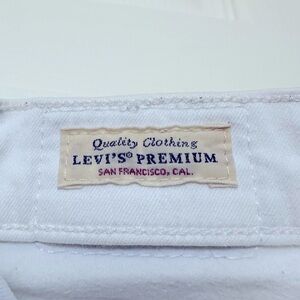 Quality Clothing
LEVI'S® PREMIUM
SAN FRANCISCO, CAL.